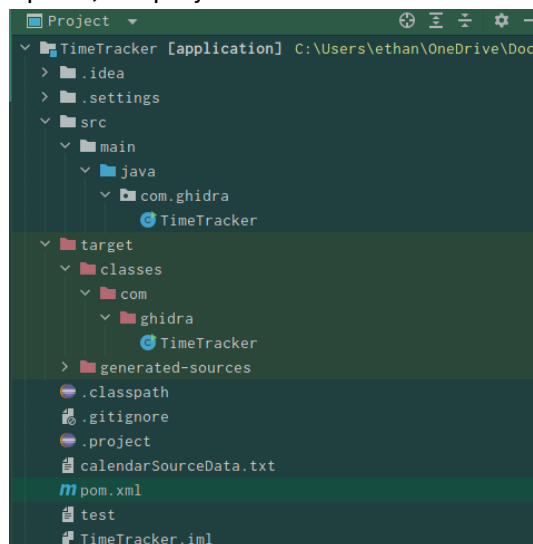 Project
TimeTracker [application] C:\Users\ethan\OneDrive\Doc
.idea
.settings
src
main
java
com.ghidra
TimeTracker
target
classes
com
ghidra
TimeTracker
generated-sources
.classpath
.gitignore
.project
calendarSourceData.txt
m pom.xml
test
TimeTracker.iml